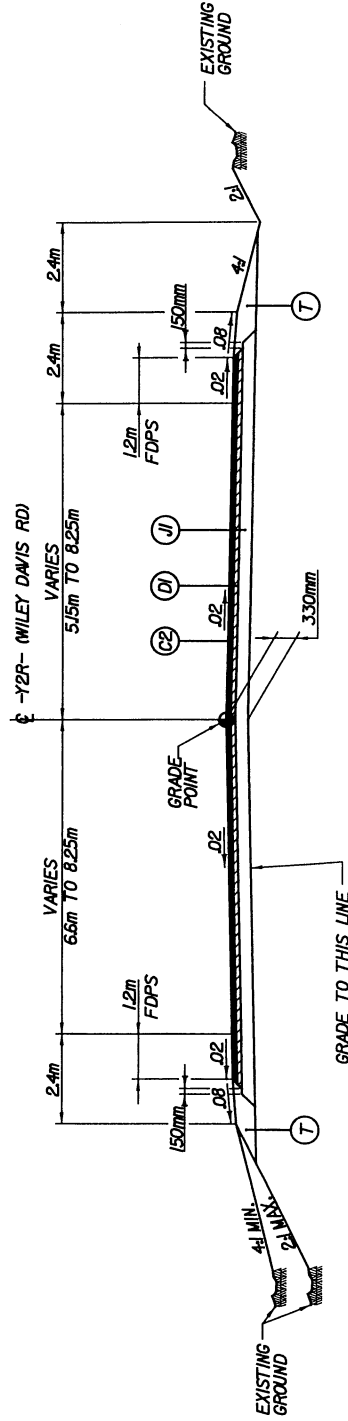 ℄ -Y2R- (WILEY DAVIS RD)
VARIES
6.6m TO 8.25m
VARIES
5.15m TO 8.25m
2.4m
1.2m
FDPS
1.2m
FDPS
2.4m
2.4m
150mm
.08
.02
.02
GRADE
POINT
C2
.02
D1
J1
.02
150mm
.08
4:1
2:1
EXISTING
GROUND
T
330mm
T
4:1 MIN.
2:1 MAX.
EXISTING
GROUND
GRADE TO THIS LINE